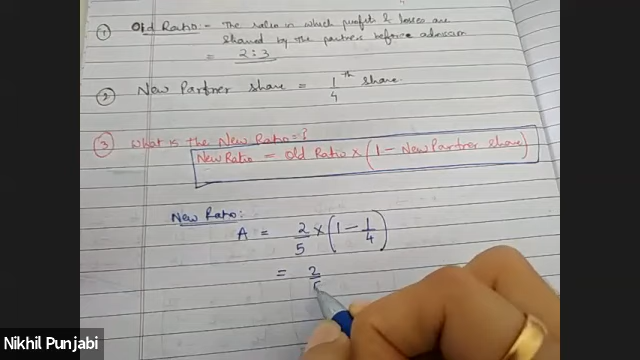 ① Old Ratio:- The ratio in which profits & losses are
shared by the partners before admission
= 2:3
② New Partner share = 1/4 th share.
③ What is the New Ratio=?
New Ratio = Old Ratio × (1 - New Partner share)
New Ratio:
A = 2/5 × (1 - 1/4)
= 2/5
Nikhil Punjabi